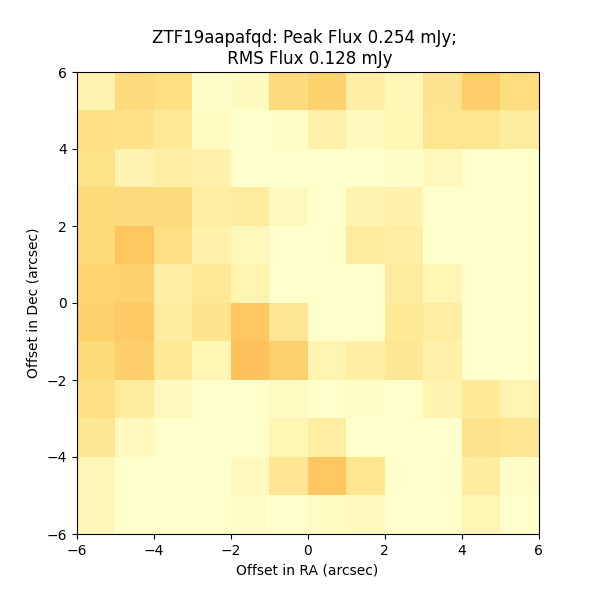 ZTF19aapafqd: Peak Flux 0.254 mJy;
RMS Flux 0.128 mJy
6
4
2
0
−2
−4
−6
Offset in Dec (arcsec)
−6 −4 −2 0 2 4 6
Offset in RA (arcsec)